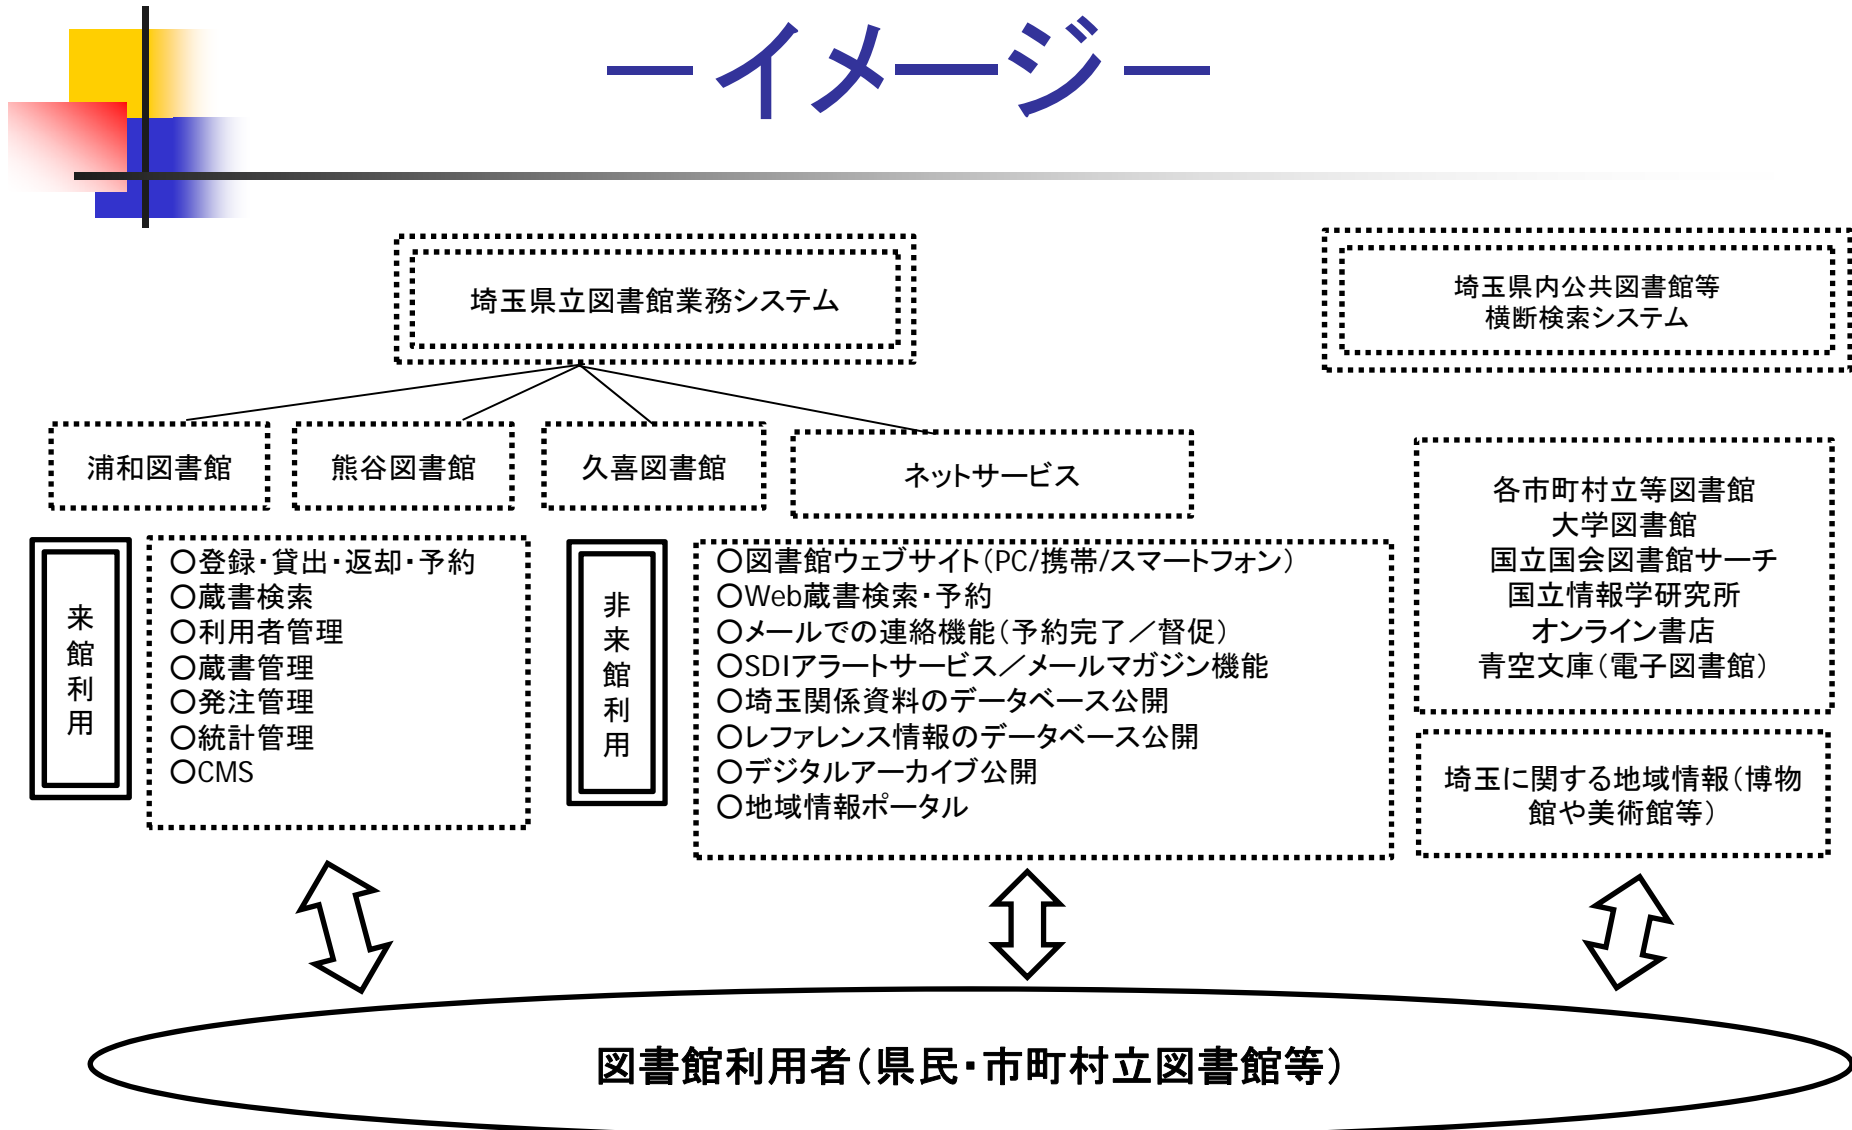 ―イメージ―
埼玉県立図書館業務システム
埼玉県内公共図書館等
横断検索システム
浦和図書館
熊谷図書館
久喜図書館
ネットサービス
来館利用
○登録・貸出・返却・予約
○蔵書検索
○利用者管理
○蔵書管理
○発注管理
○統計管理
○CMS
非来館利用
○図書館ウェブサイト(PC/携帯/スマートフォン)
○Web蔵書検索・予約
○メールでの連絡機能(予約完了／督促)
○SDIアラートサービス／メールマガジン機能
○埼玉関係資料のデータベース公開
○レファレンス情報のデータベース公開
○デジタルアーカイブ公開
○地域情報ポータル
各市町村立等図書館
大学図書館
国立国会図書館サーチ
国立情報学研究所
オンライン書店
青空文庫(電子図書館)
埼玉に関する地域情報(博物
館や美術館等)
図書館利用者(県民・市町村立図書館等)